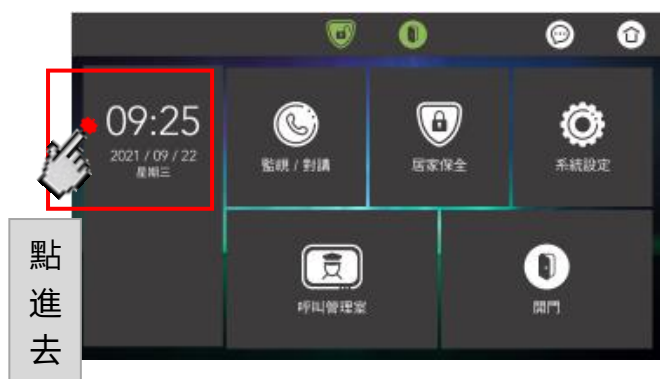 09:25
2021 / 09 / 22
星期三
監視 / 對講
居家保全
系統設定
呼叫管理室
開門
點
進
去